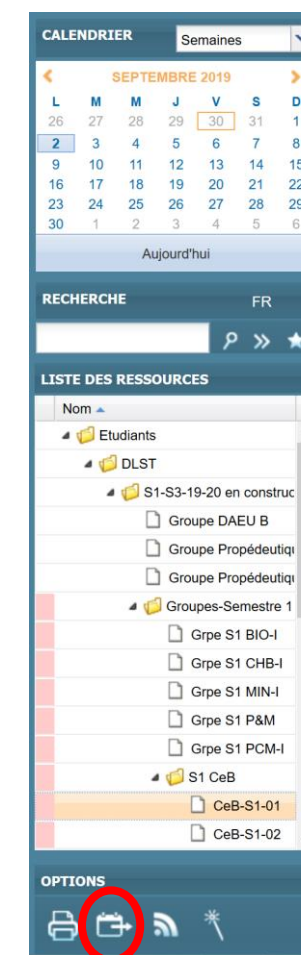 CALENDRIER Semaines
SEPTEMBRE 2019
L M M J V S D
26 27 28 29 30 31 1
2 3 4 5 6 7 8
9 10 11 12 13 14 15
16 17 18 19 20 21 22
23 24 25 26 27 28 29
30 1 2 3 4 5 6
Aujourd'hui
RECHERCHE FR
LISTE DES RESSOURCES
Nom
Etudiants
DLST
S1-S3-19-20 en construc
Groupe DAEU B
Groupe Propédeutiqu
Groupe Propédeutiqu
Groupes-Semestre 1
Grpe S1 BIO-I
Grpe S1 CHB-I
Grpe S1 MIN-I
Grpe S1 P&M
Grpe S1 PCM-I
S1 CeB
CeB-S1-01
CeB-S1-02
OPTIONS